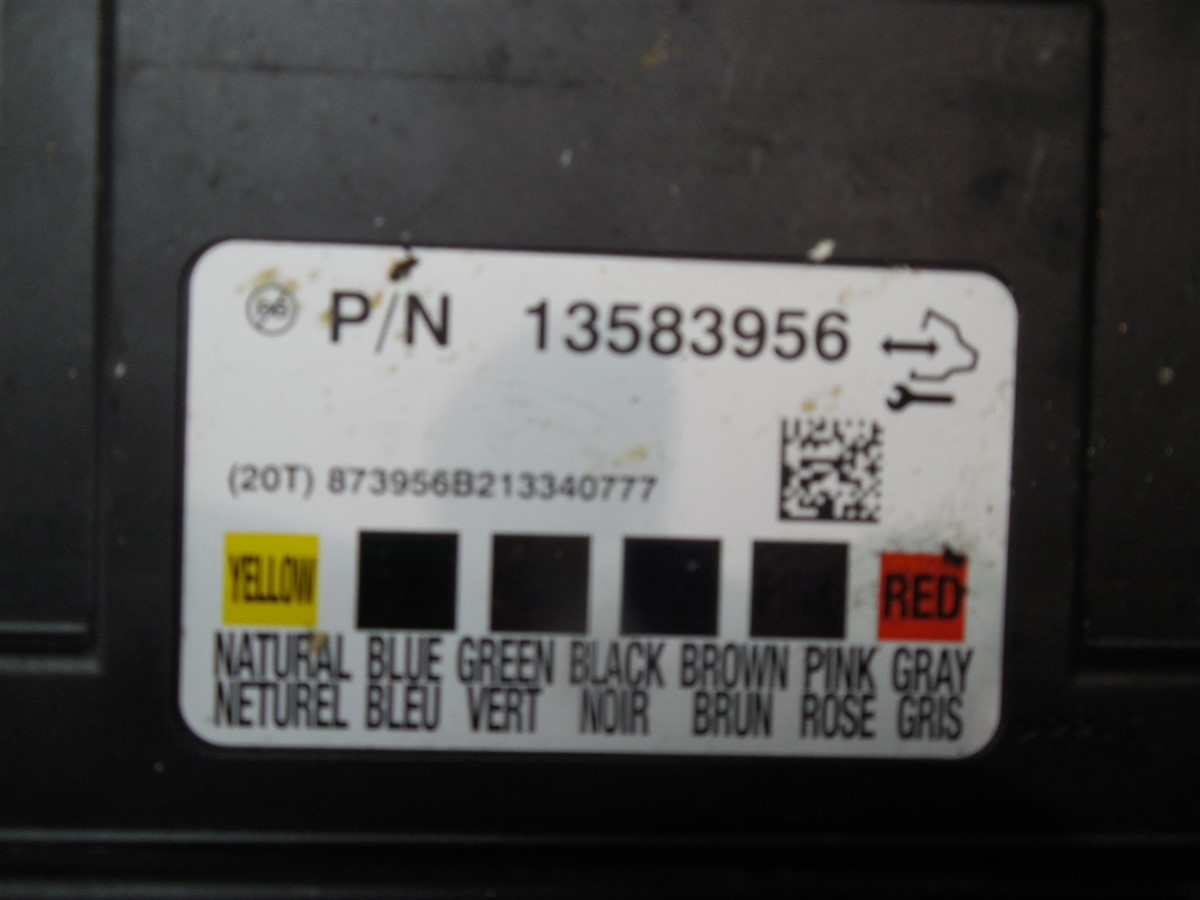 P/N 13583956
(20T) 873956B213340777
YELLOW RED
NATURAL BLUE GREEN BLACK BROWN PINK GRAY
NETUREL BLEU VERT NOIR BRUN ROSE GRIS